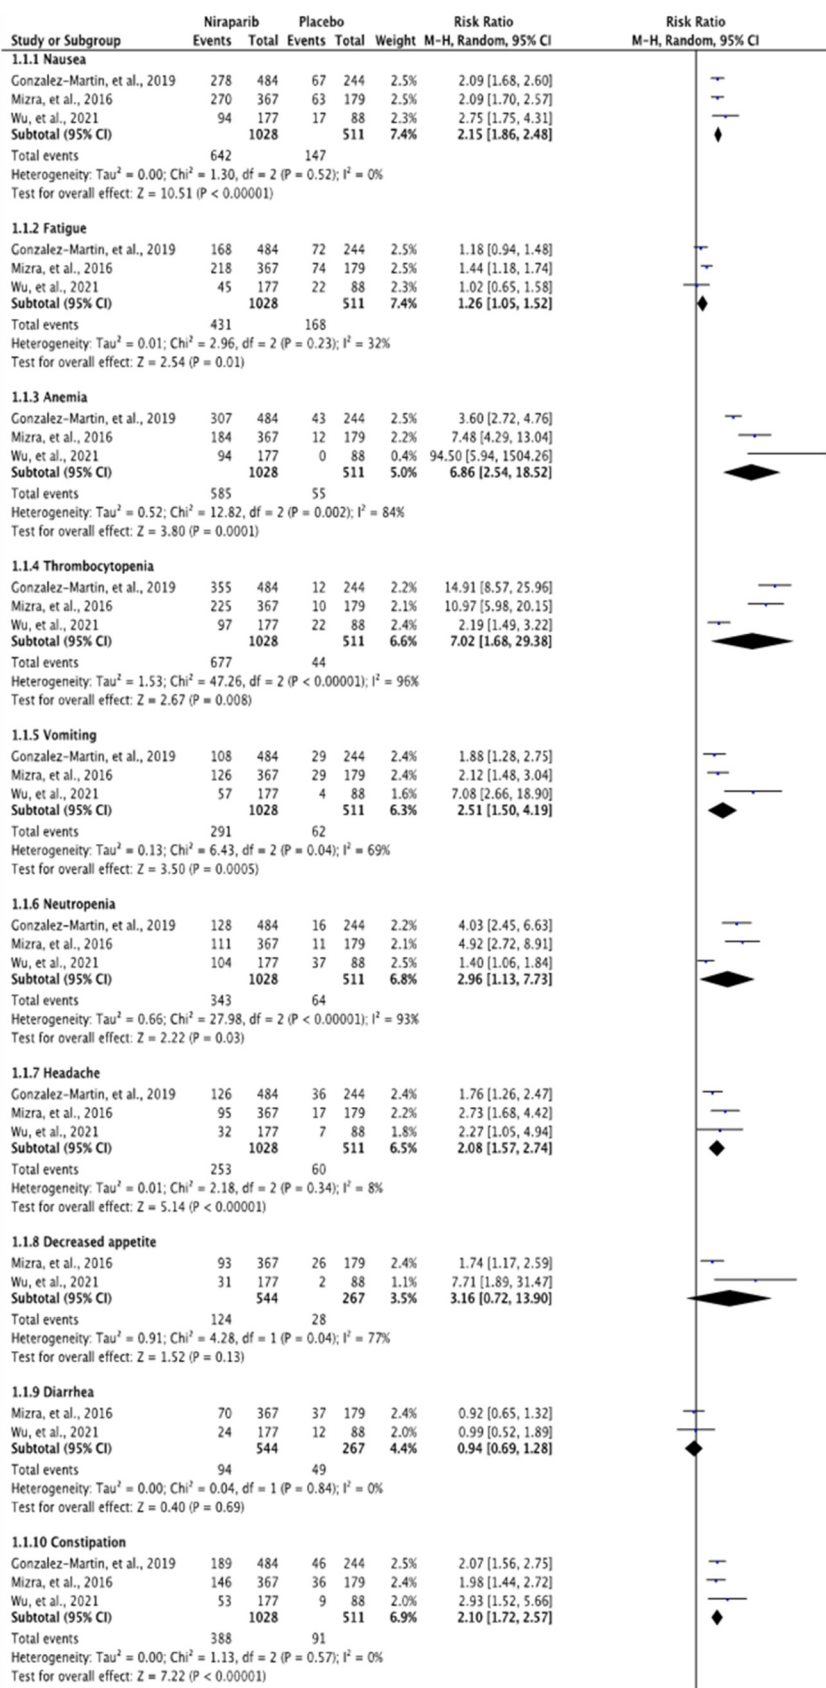 Niraparib Placebo Risk Ratio Risk Ratio
Study or Subgroup Events Total Events Total Weight M-H, Random, 95% CI M-H, Random, 95% CI
1.1.1 Nausea
Gonzalez-Martin, et al., 2019 278 484 67 244 2.5% 2.09 [1.68, 2.60]
Mizra, et al., 2016 270 367 63 179 2.5% 2.09 [1.70, 2.57]
Wu, et al., 2021 94 177 17 88 2.3% 2.75 [1.75, 4.31]
Subtotal (95% CI) 1028 511 7.4% 2.15 [1.86, 2.48]
Total events 642 147
Heterogeneity: Tau² = 0.00; Chi² = 1.30, df = 2 (P = 0.52); I² = 0%
Test for overall effect: Z = 10.51 (P < 0.00001)
1.1.2 Fatigue
Gonzalez-Martin, et al., 2019 168 484 72 244 2.5% 1.18 [0.94, 1.48]
Mizra, et al., 2016 218 367 74 179 2.5% 1.44 [1.18, 1.74]
Wu, et al., 2021 45 177 22 88 2.3% 1.02 [0.65, 1.58]
Subtotal (95% CI) 1028 511 7.4% 1.26 [1.05, 1.52]
Total events 431 168
Heterogeneity: Tau² = 0.01; Chi² = 2.96, df = 2 (P = 0.23); I² = 32%
Test for overall effect: Z = 2.54 (P = 0.01)
1.1.3 Anemia
Gonzalez-Martin, et al., 2019 307 484 43 244 2.5% 3.60 [2.72, 4.76]
Mizra, et al., 2016 184 367 12 179 2.2% 7.48 [4.29, 13.04]
Wu, et al., 2021 94 177 0 88 0.4% 94.50 [5.94, 1504.26]
Subtotal (95% CI) 1028 511 5.0% 6.86 [2.54, 18.52]
Total events 585 55
Heterogeneity: Tau² = 0.52; Chi² = 12.82, df = 2 (P = 0.002); I² = 84%
Test for overall effect: Z = 3.80 (P = 0.0001)
1.1.4 Thrombocytopenia
Gonzalez-Martin, et al., 2019 355 484 12 244 2.2% 14.91 [8.57, 25.96]
Mizra, et al., 2016 225 367 10 179 2.1% 10.97 [5.98, 20.15]
Wu, et al., 2021 97 177 22 88 2.4% 2.19 [1.49, 3.22]
Subtotal (95% CI) 1028 511 6.6% 7.02 [1.68, 29.38]
Total events 677 44
Heterogeneity: Tau² = 1.53; Chi² = 47.26, df = 2 (P < 0.00001); I² = 96%
Test for overall effect: Z = 2.67 (P = 0.008)
1.1.5 Vomiting
Gonzalez-Martin, et al., 2019 108 484 29 244 2.4% 1.88 [1.28, 2.75]
Mizra, et al., 2016 126 367 29 179 2.4% 2.12 [1.48, 3.04]
Wu, et al., 2021 57 177 4 88 1.6% 7.08 [2.66, 18.90]
Subtotal (95% CI) 1028 511 6.3% 2.51 [1.50, 4.19]
Total events 291 62
Heterogeneity: Tau² = 0.13; Chi² = 6.43, df = 2 (P = 0.04); I² = 69%
Test for overall effect: Z = 3.50 (P = 0.0005)
1.1.6 Neutropenia
Gonzalez-Martin, et al., 2019 128 484 16 244 2.2% 4.03 [2.45, 6.63]
Mizra, et al., 2016 111 367 11 179 2.1% 4.92 [2.72, 8.91]
Wu, et al., 2021 104 177 37 88 2.5% 1.40 [1.06, 1.84]
Subtotal (95% CI) 1028 511 6.8% 2.96 [1.13, 7.73]
Total events 343 64
Heterogeneity: Tau² = 0.66; Chi² = 27.98, df = 2 (P < 0.00001); I² = 93%
Test for overall effect: Z = 2.22 (P = 0.03)
1.1.7 Headache
Gonzalez-Martin, et al., 2019 126 484 36 244 2.4% 1.76 [1.26, 2.47]
Mizra, et al., 2016 95 367 17 179 2.2% 2.73 [1.68, 4.42]
Wu, et al., 2021 32 177 7 88 1.8% 2.27 [1.05, 4.94]
Subtotal (95% CI) 1028 511 6.5% 2.08 [1.57, 2.74]
Total events 253 60
Heterogeneity: Tau² = 0.01; Chi² = 2.18, df = 2 (P = 0.34); I² = 8%
Test for overall effect: Z = 5.14 (P < 0.00001)
1.1.8 Decreased appetite
Mizra, et al., 2016 93 367 26 179 2.4% 1.74 [1.17, 2.59]
Wu, et al., 2021 31 177 2 88 1.1% 7.71 [1.89, 31.47]
Subtotal (95% CI) 544 267 3.5% 3.16 [0.72, 13.90]
Total events 124 28
Heterogeneity: Tau² = 0.91; Chi² = 4.28, df = 1 (P = 0.04); I² = 77%
Test for overall effect: Z = 1.52 (P = 0.13)
1.1.9 Diarrhea
Mizra, et al., 2016 70 367 37 179 2.4% 0.92 [0.65, 1.32]
Wu, et al., 2021 24 177 12 88 2.0% 0.99 [0.52, 1.89]
Subtotal (95% CI) 544 267 4.4% 0.94 [0.69, 1.28]
Total events 94 49
Heterogeneity: Tau² = 0.00; Chi² = 0.04, df = 1 (P = 0.84); I² = 0%
Test for overall effect: Z = 0.40 (P = 0.69)
1.1.10 Constipation
Gonzalez-Martin, et al., 2019 189 484 46 244 2.5% 2.07 [1.56, 2.75]
Mizra, et al., 2016 146 367 36 179 2.4% 1.98 [1.44, 2.72]
Wu, et al., 2021 53 177 9 88 2.0% 2.93 [1.52, 5.66]
Subtotal (95% CI) 1028 511 6.9% 2.10 [1.72, 2.57]
Total events 388 91
Heterogeneity: Tau² = 0.00; Chi² = 1.13, df = 2 (P = 0.57); I² = 0%
Test for overall effect: Z = 7.22 (P < 0.00001)